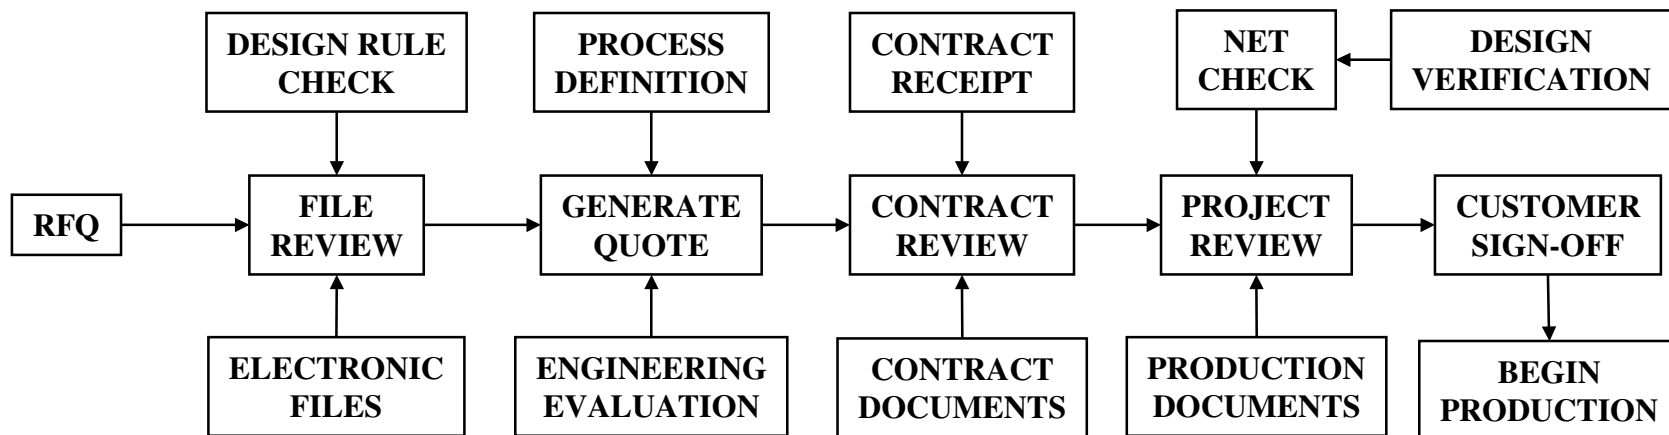 DESIGN RULE
CHECK
PROCESS
DEFINITION
CONTRACT
RECEIPT
NET
CHECK
DESIGN
VERIFICATION
RFQ
FILE
REVIEW
GENERATE
QUOTE
CONTRACT
REVIEW
PROJECT
REVIEW
CUSTOMER
SIGN-OFF
ELECTRONIC
FILES
ENGINEERING
EVALUATION
CONTRACT
DOCUMENTS
PRODUCTION
DOCUMENTS
BEGIN
PRODUCTION